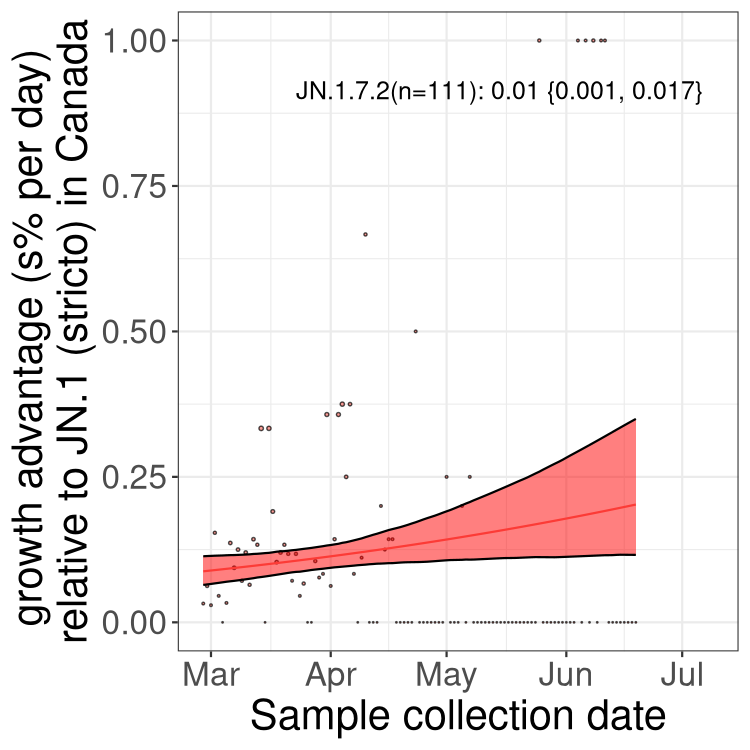 growth advantage (s% per day)
relative to JN.1 (stricto) in Canada
1.00
0.75
0.50
0.25
0.00
JN.1.7.2(n=111): 0.01 {0.001, 0.017}
Mar Apr May Jun Jul
Sample collection date